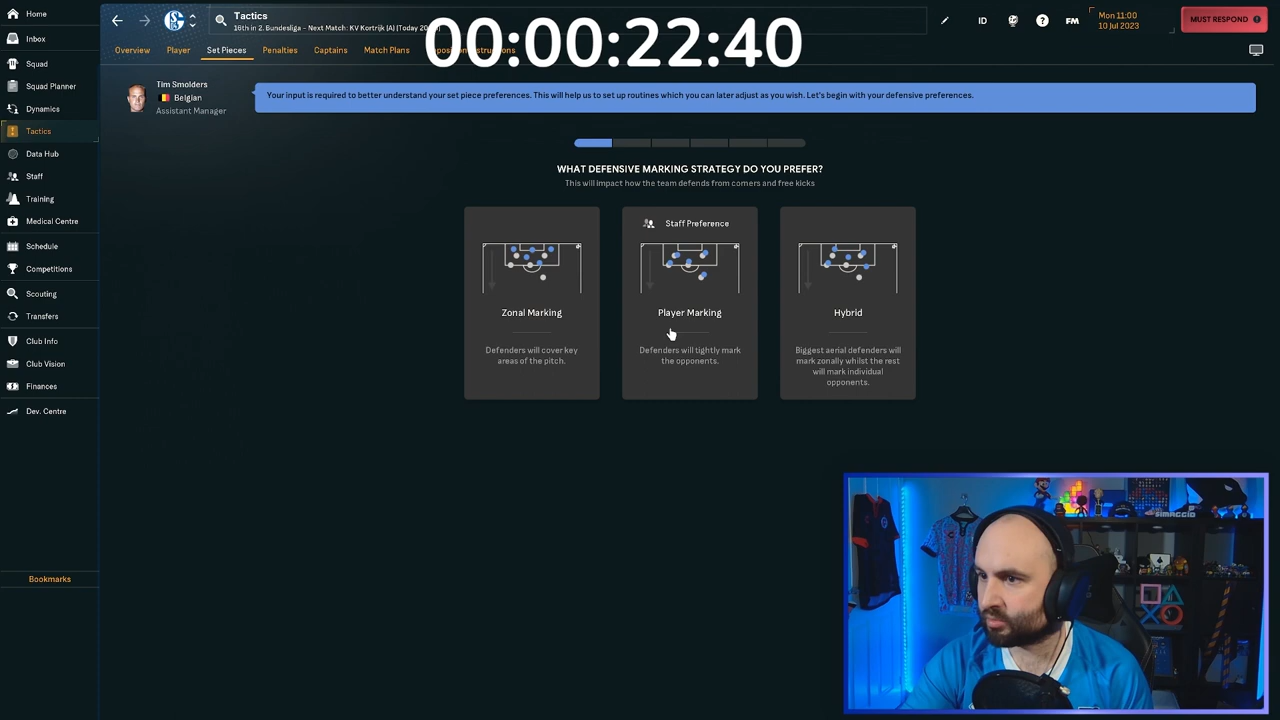 Home
Inbox
Squad
Squad Planner
Dynamics
Tactics
Data Hub
Staff
Training
Medical Centre
Schedule
Competitions
Scouting
Transfers
Club Info
Club Vision
Finances
Dev. Centre
Bookmarks
Tactics
16th in 2. Bundesliga - Next Match: KV Kortrijk (A) (Today 20
00:00:22:40
ID
FM
Mon 11:00
10 Jul 2023
MUST RESPOND
Overview
Player
Set Pieces
Penalties
Captains
Match Plans
Tim Smolders
Belgian
Assistant Manager
Your input is required to better understand your set piece preferences. This will help us to set up routines which you can later adjust as you wish. Let's begin with your defensive preferences.
WHAT DEFENSIVE MARKING STRATEGY DO YOU PREFER?
This will impact how the team defends from corners and free kicks
Zonal Marking
Defenders will cover key
areas of the pitch.
Staff Preference
Player Marking
Defenders will tightly mark
the opponents.
Hybrid
Biggest aerial defenders will
mark zonally whilst the rest
will mark individual
opponents.
SIMAGGIO